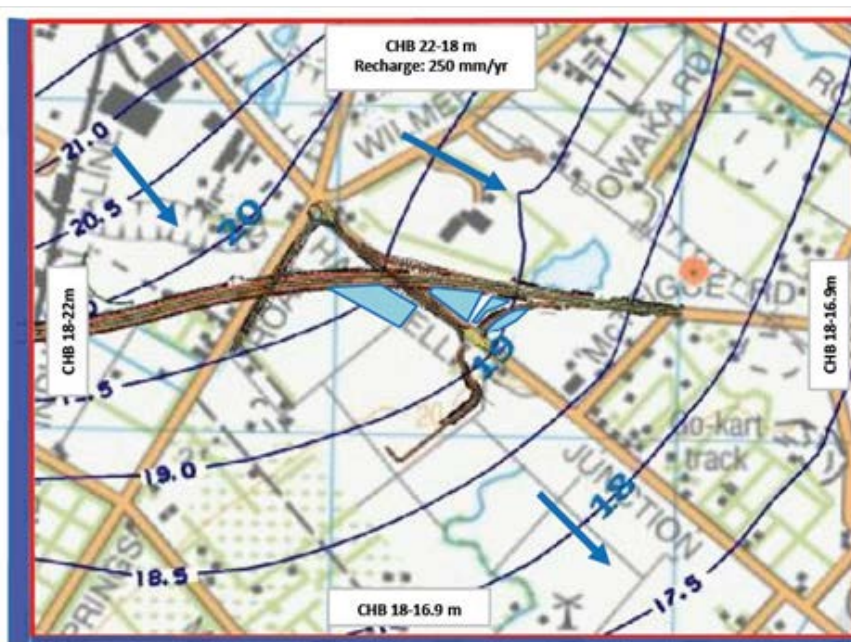 CHB 22-18 m
Recharge: 250 mm/yr
WILMER
OWAKA RD
21.0
20.5
20
CHB 18-22m
CHB 18-16.9m
19
19.0
18.5
18
17.5
JUNCTION
Go-kart
track
SPRINGS
CHB 18-16.9 m